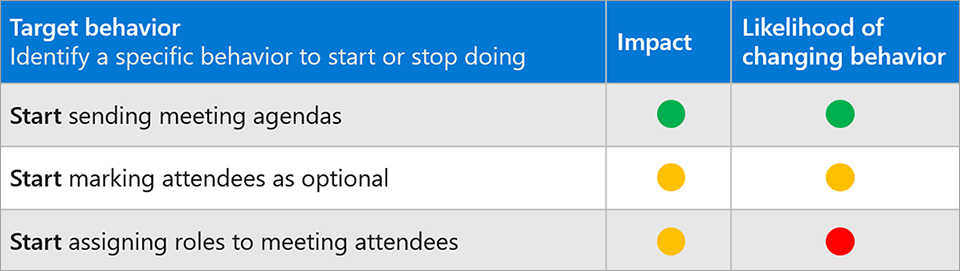 Target behavior
Identify a specific behavior to start or stop doing
Impact
Likelihood of
changing behavior
Start sending meeting agendas
Start marking attendees as optional
Start assigning roles to meeting attendees